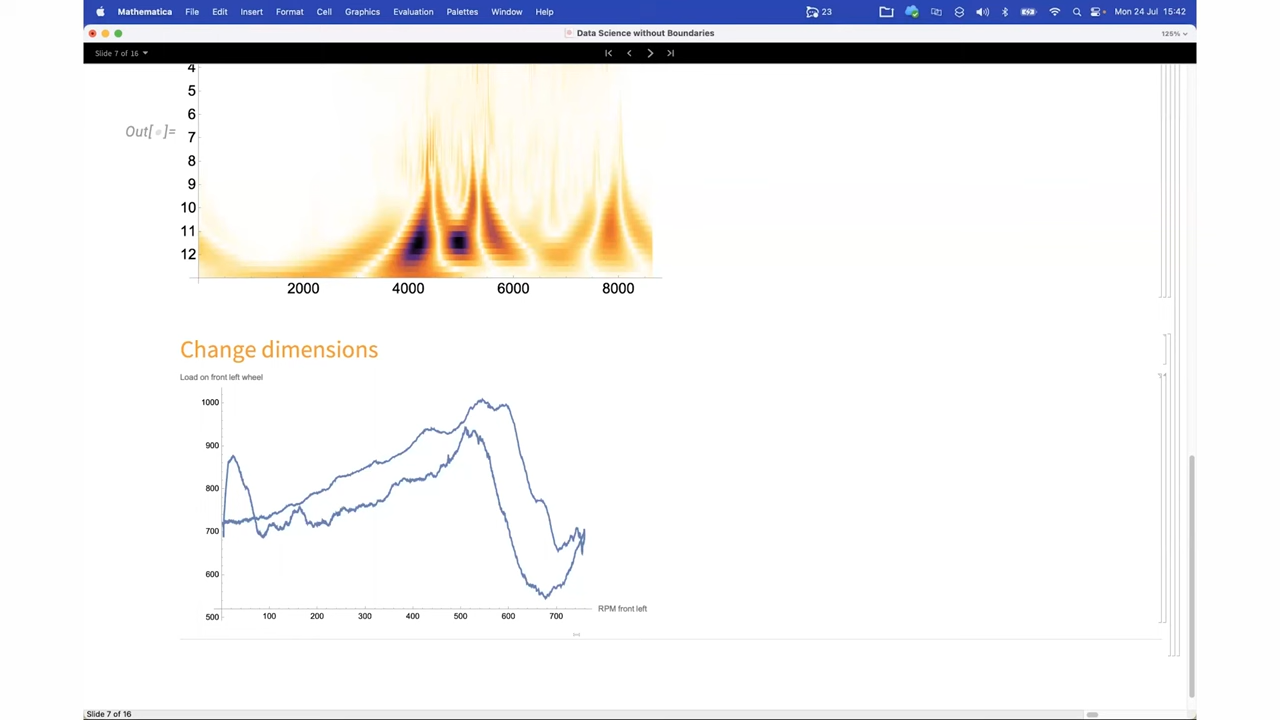 Mathematica File Edit Insert Format Cell Graphics Evaluation Palettes Window Help 23 Mon 24 Jul 15:42
Data Science without Boundaries 125%
Slide 7 of 16
4
5
6
Out[ ]=
7
8
9
10
11
12
2000 4000 6000 8000
Change dimensions
Load on front left wheel
1000
900
800
700
600
500
RPM front left
100 200 300 400 500 600 700
Slide 7 of 16